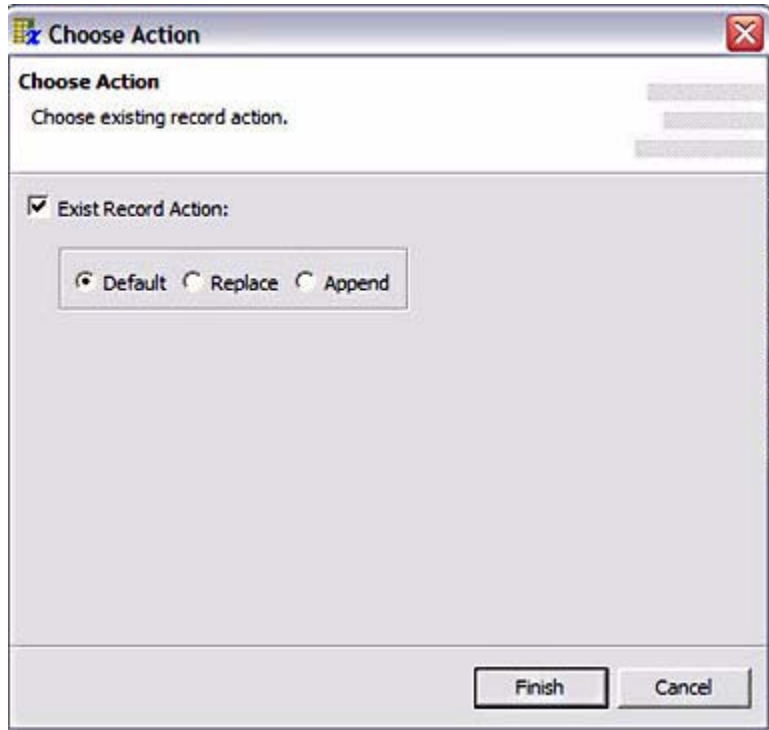 Choose Action
Choose Action
Choose existing record action.
Exist Record Action:
Default Replace Append
Finish Cancel